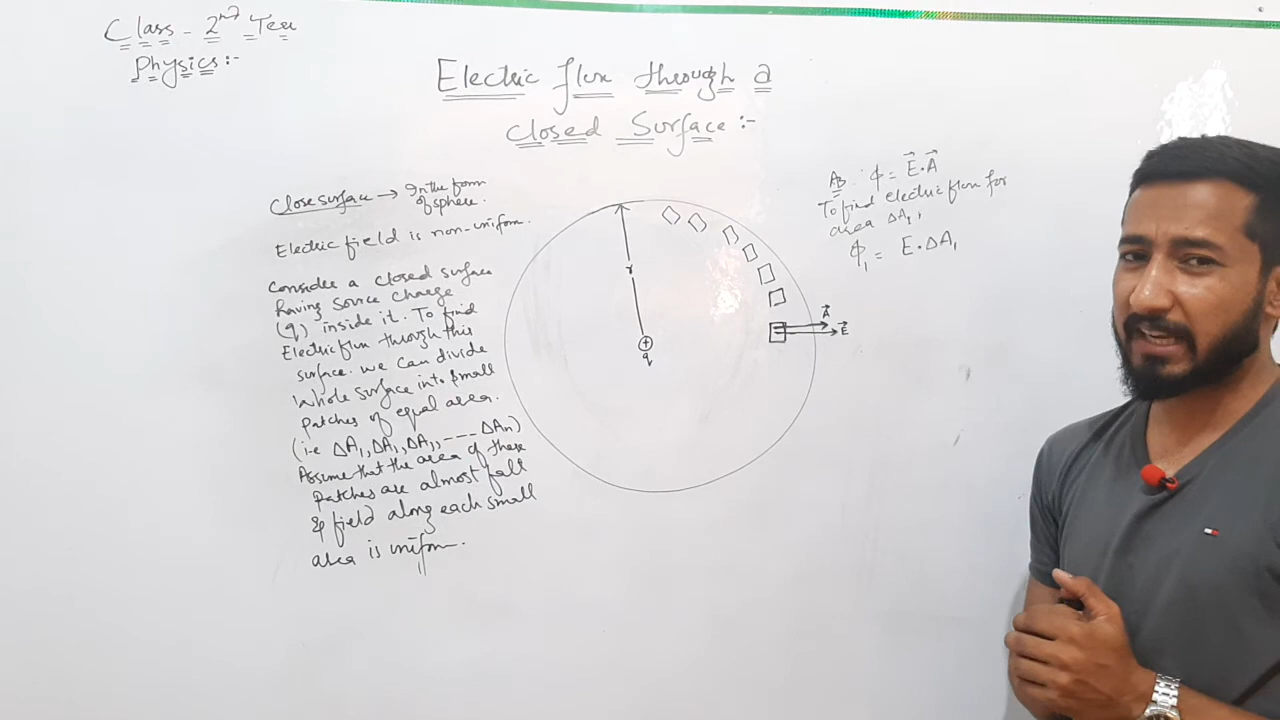 Class - 2nd Year
Physics:-
Electric flux through a
closed Surface :-
Close surface → In the form
of sphere.
Electric field is non-uniform.
Consider a closed surface
having source charge
(q) inside it. To find
Electric flux through this
surface. we can divide
whole surface into small
patches of equal area.
(i-e ΔA1, ΔA1, ΔA1, --- ΔAn)
Assume that the area of these
patches are almost fall
& field along each small
area is uniform.
r
+
q
A⃗
E⃗
As: ϕ = E⃗.A⃗
To find electric flux for
area ΔA1,
ϕ1 = E.ΔA1